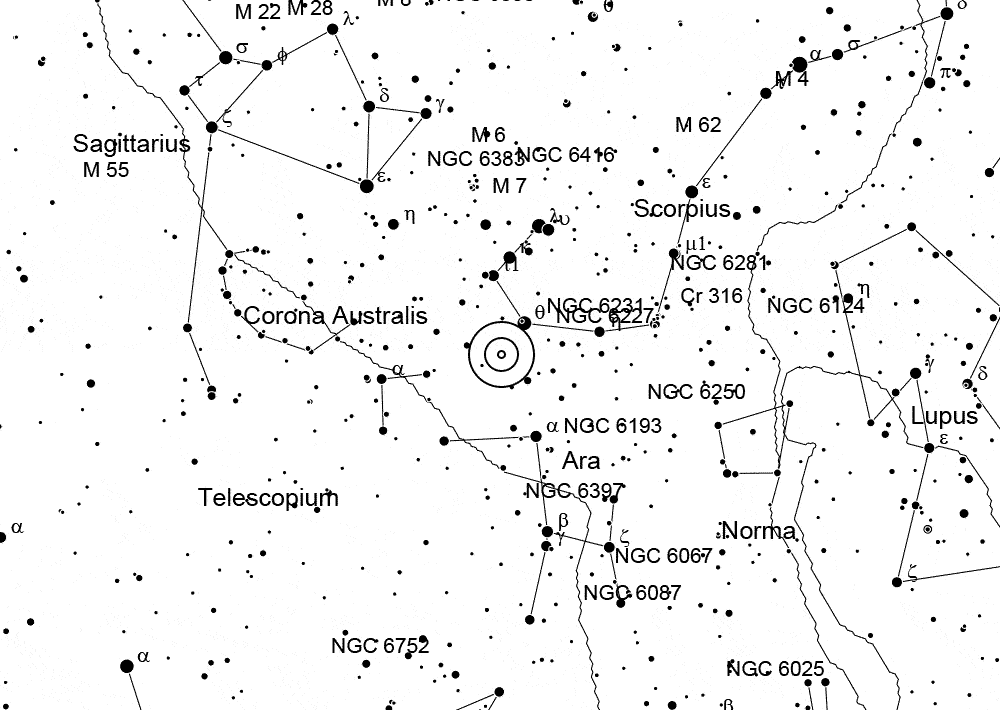 M 22 M 28
λ
θ
δ
σ
ϕ
α
σ
π
τ
M 4
δ
γ
ζ
M 62
M 6
Sagittarius
NGC 6383
NGC 6416
M 55
ε
M 7
ε
Scorpius
η
λ υ
κ
μ1
ι1
NGC 6281
Cr 316
η
NGC 6124
NGC 6231
θ
NGC 6227
η
Corona Australis
α
γ
δ
NGC 6250
Lupus
α
NGC 6193
ε
Ara
NGC 6397
Telescopium
β
α
Norma
γ
ζ
NGC 6067
ζ
NGC 6087
NGC 6752
α
NGC 6025
β